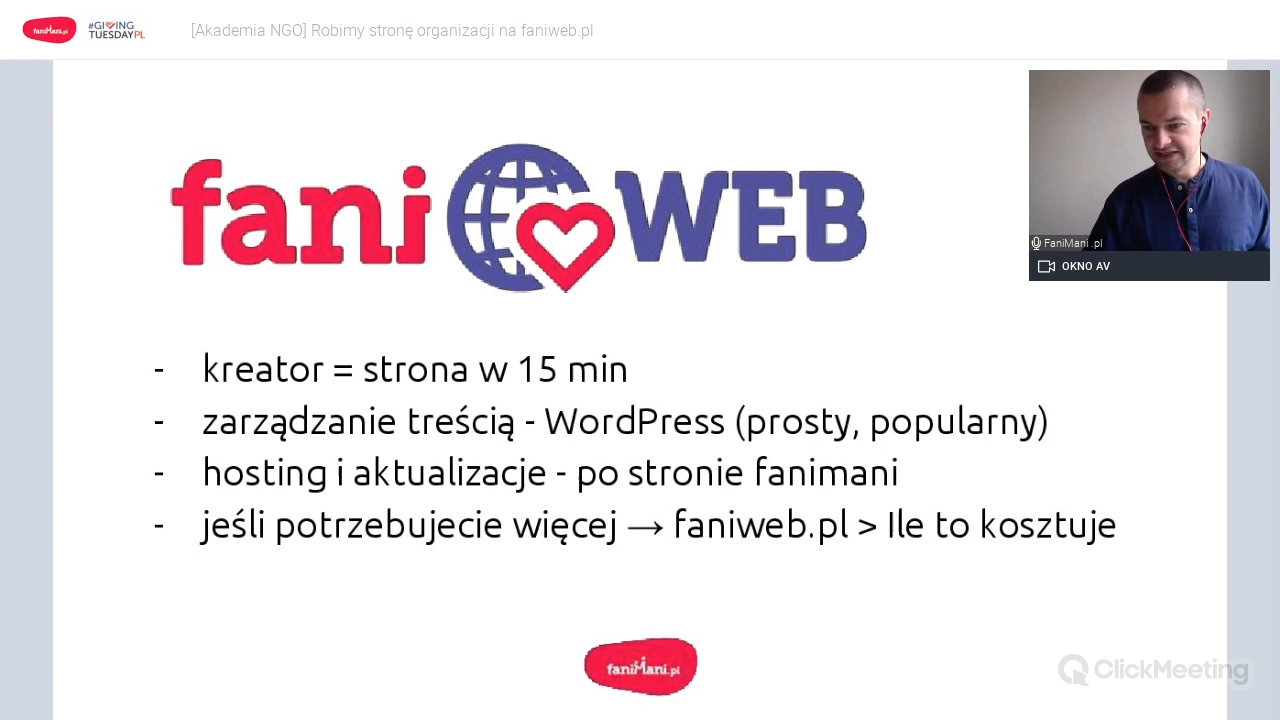 faniMani.pl
#GIVING
TUESDAYPL
[Akademia NGO] Robimy stronę organizacji na faniweb.pl
fani WEB
FaniMani .pl
OKNO AV
- kreator = strona w 15 min
- zarządzanie treścią - WordPress (prosty, popularny)
- hosting i aktualizacje - po stronie fanimani
- jeśli potrzebujecie więcej → faniweb.pl > Ile to kosztuje
faniMani.pl
ClickMeeting